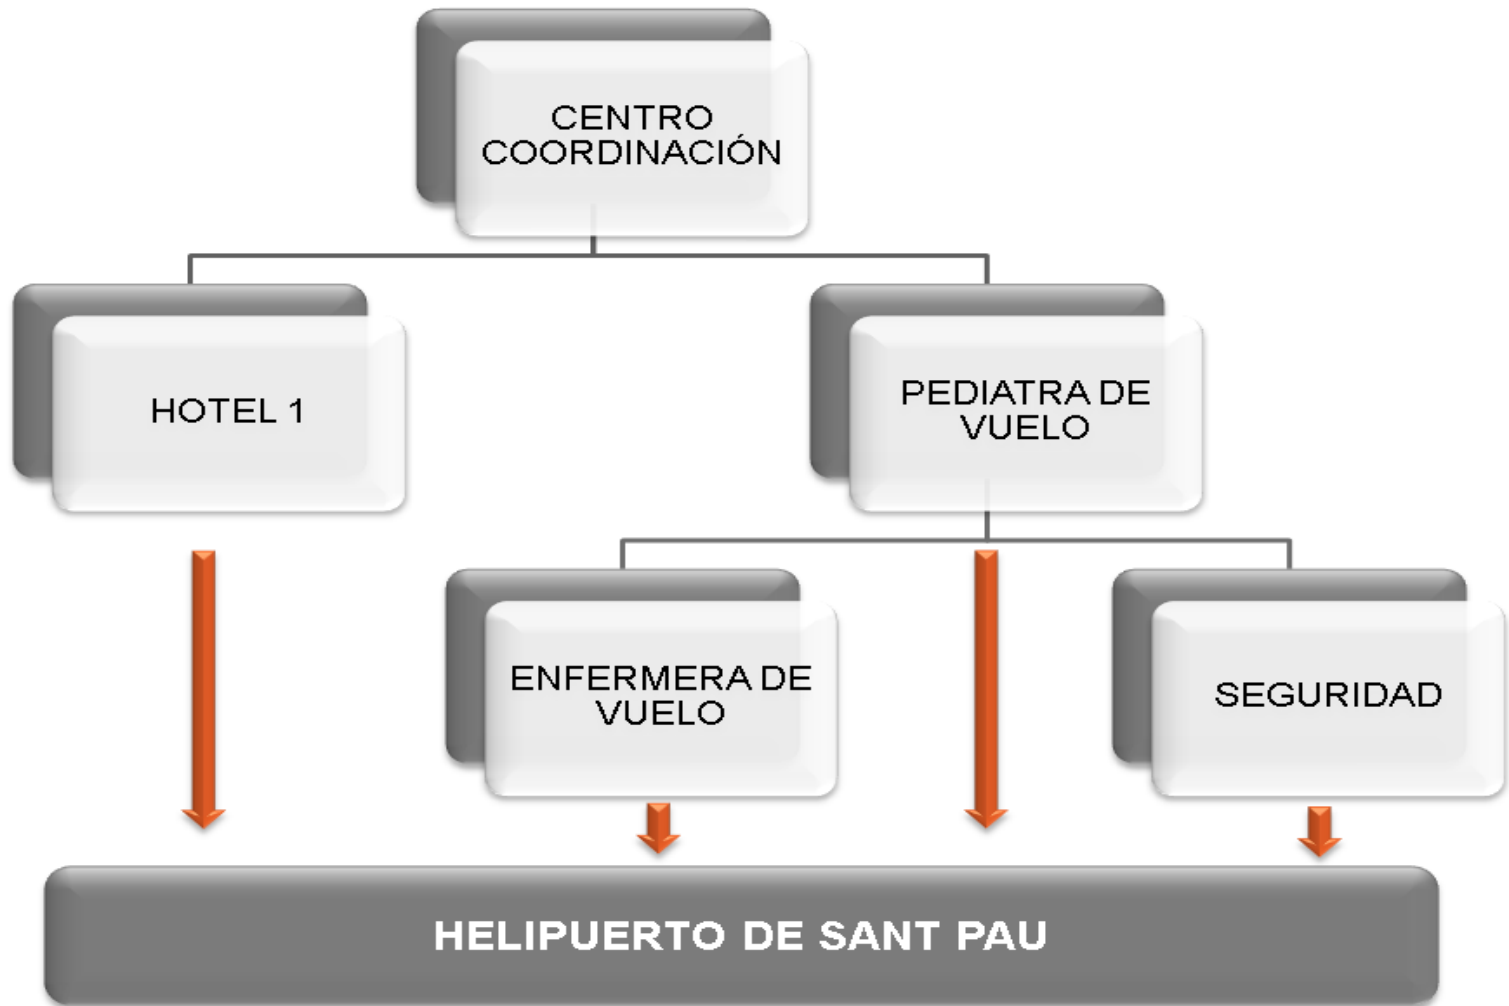 CENTRO
COORDINACIÓN
HOTEL 1
PEDIATRA DE
VUELO
ENFERMERA DE
VUELO
SEGURIDAD
HELIPUERTO DE SANT PAU